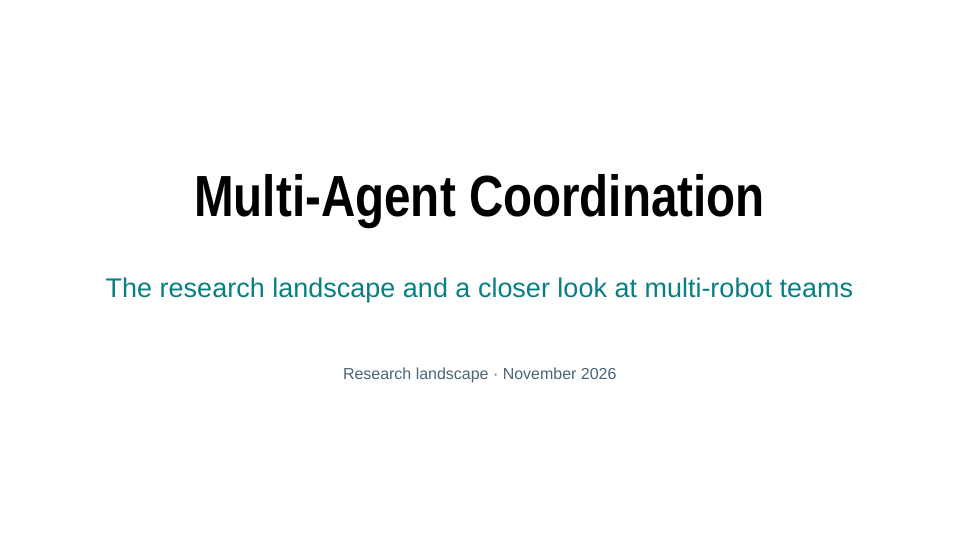 Multi-Agent Coordination
The research landscape and a closer look at multi-robot teams
Research landscape · November 2026